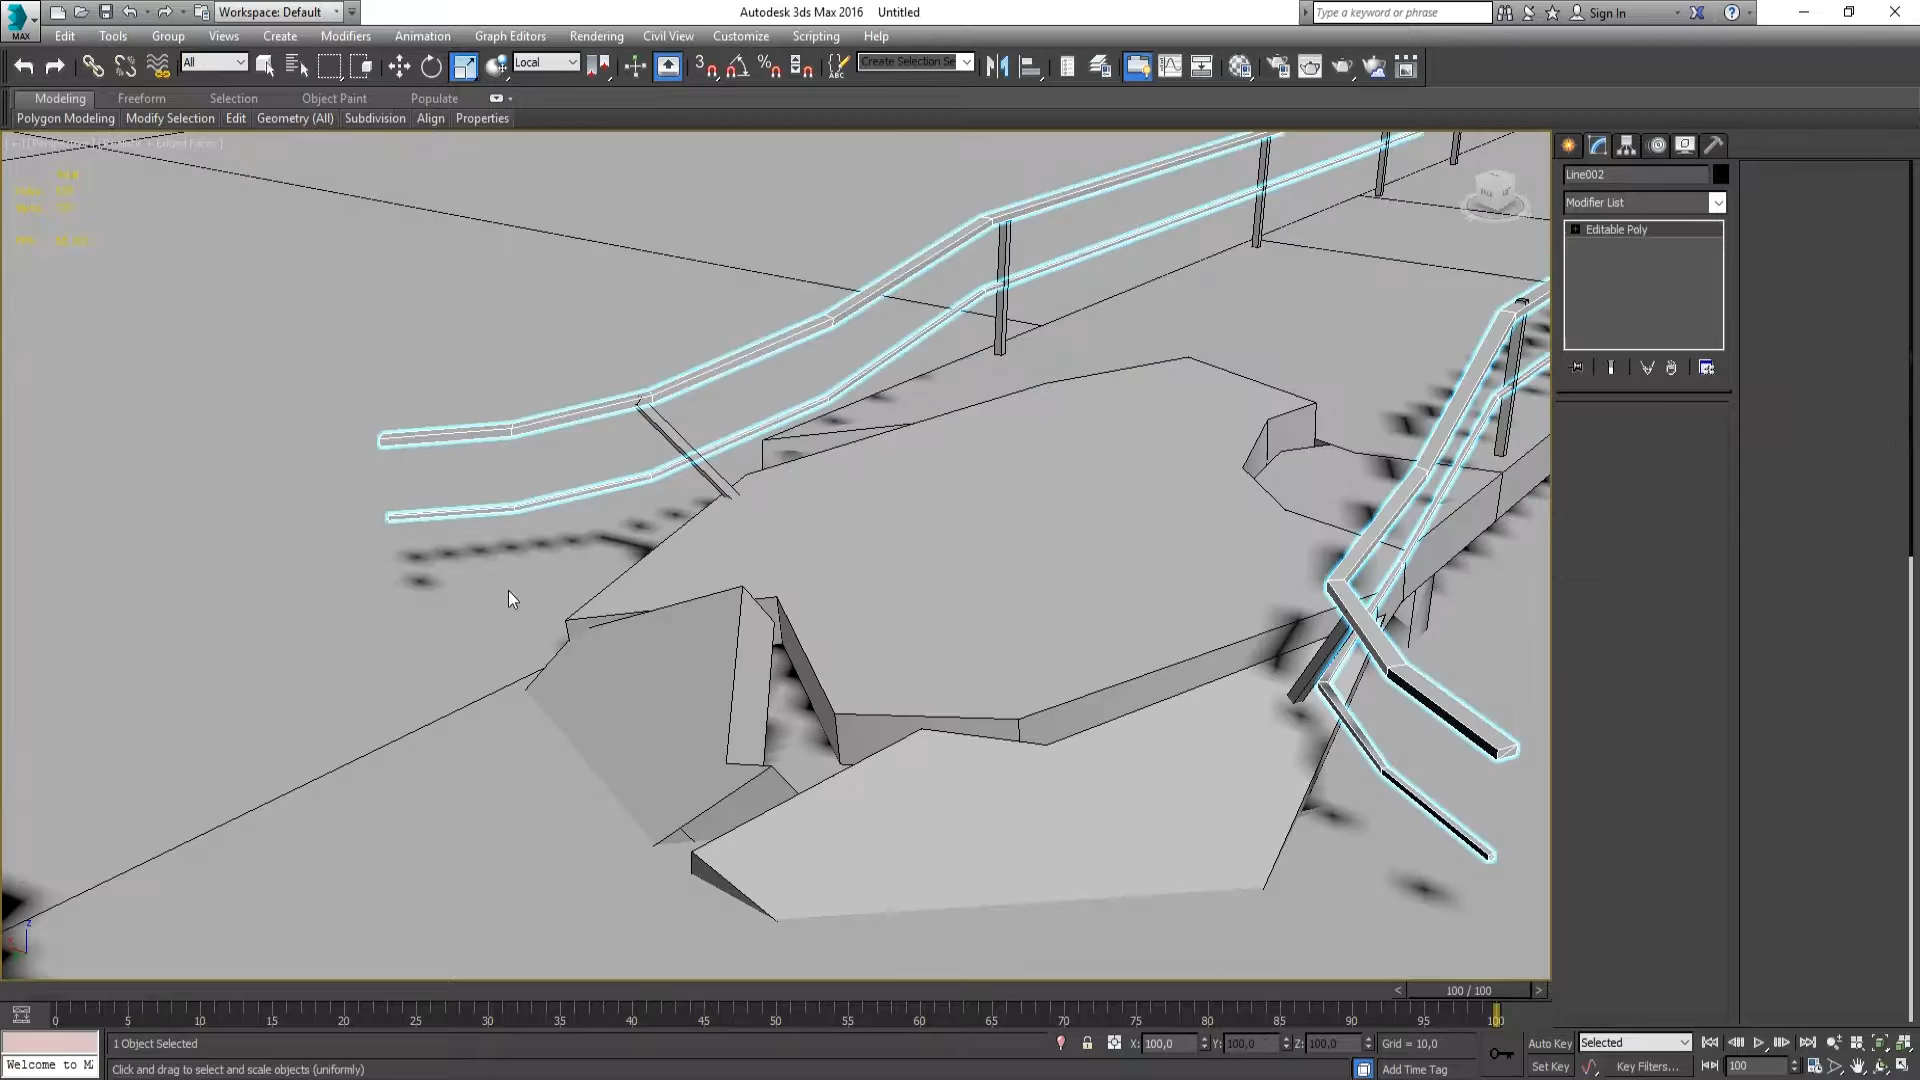 Autodesk 3ds Max 2016 Untitled
Workspace: Default
Type a keyword or phrase
Sign In
MAX
Edit Tools Group Views Create Modifiers Animation Graph Editors Rendering Civil View Customize Scripting Help
All
Local
3
Create Selection Se
Modeling Freeform Selection Object Paint Populate
Polygon Modeling Modify Selection Edit Geometry (All) Subdivision Align Properties
Line002
Modifier List
Editable Poly
100 / 100
0 5 10 15 20 25 30 35 40 45 50 55 60 65 70 75 80 85 90 95 100
1 Object Selected
X: 100,0 Y: 100,0 Z: 100,0 Grid = 10,0
Auto Key Selected
Welcome to M
Click and drag to select and scale objects (uniformly)
Add Time Tag
Set Key Key Filters... 100